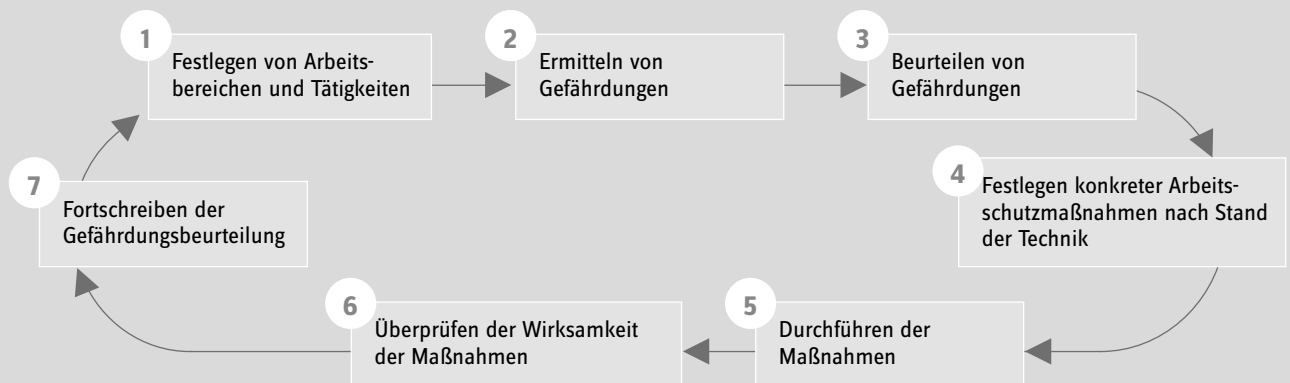 1
Festlegen von Arbeits-
bereichen und Tätigkeiten
2
Ermitteln von
Gefährdungen
3
Beurteilen von
Gefährdungen
4
Festlegen konkreter Arbeits-
schutzmaßnahmen nach Stand
der Technik
5
Durchführen der
Maßnahmen
6
Überprüfen der Wirksamkeit
der Maßnahmen
7
Fortschreiben der
Gefährdungsbeurteilung